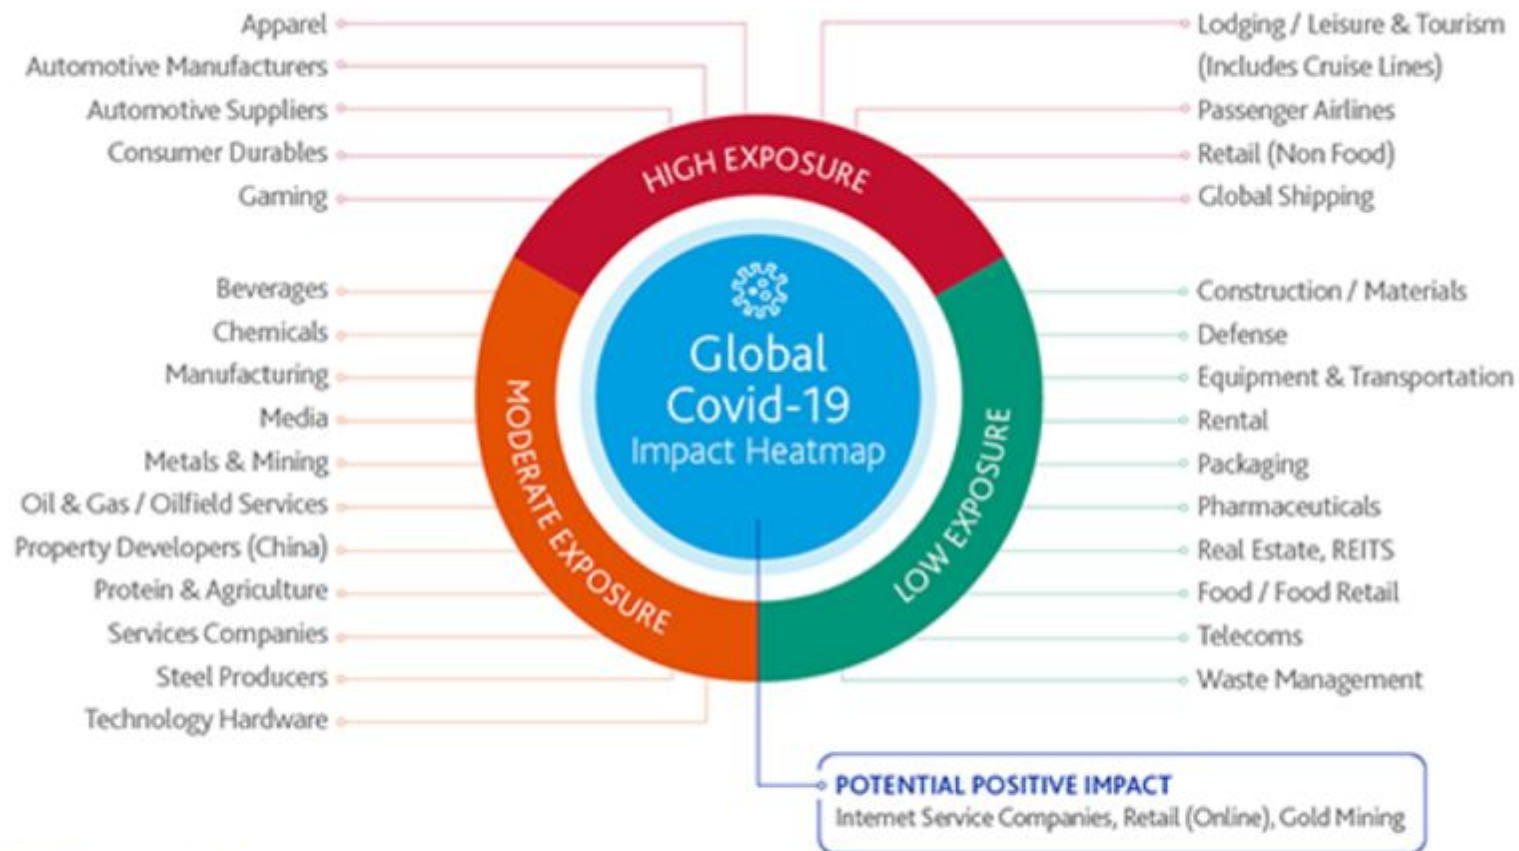 Apparel
Automotive Manufacturers
Automotive Suppliers
Consumer Durables
Gaming
Lodging / Leisure & Tourism
(Includes Cruise Lines)
Passenger Airlines
Retail (Non Food)
Global Shipping
HIGH EXPOSURE
Beverages
Chemicals
Manufacturing
Media
Metals & Mining
Oil & Gas / Oilfield Services
Property Developers (China)
Protein & Agriculture
Services Companies
Steel Producers
Technology Hardware
MODERATE EXPOSURE
Global
Covid-19
Impact Heatmap
LOW EXPOSURE
Construction / Materials
Defense
Equipment & Transportation
Rental
Packaging
Pharmaceuticals
Real Estate, REITS
Food / Food Retail
Telecoms
Waste Management
POTENTIAL POSITIVE IMPACT
Internet Service Companies, Retail (Online), Gold Mining